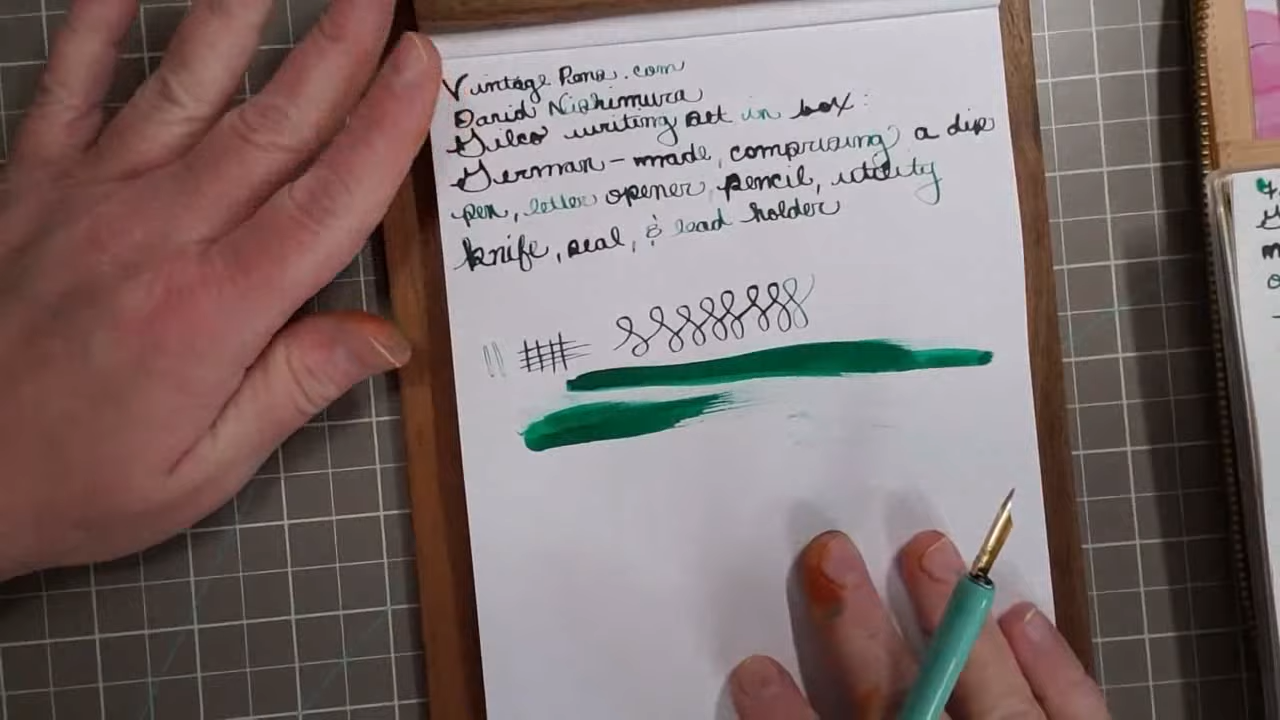 Vintage Pens.com
David Nishimura
Gilco writing set in box:
German-made, comprizing a dip
pen, letter opener, pencil, utility
knife, seal, & lead holder